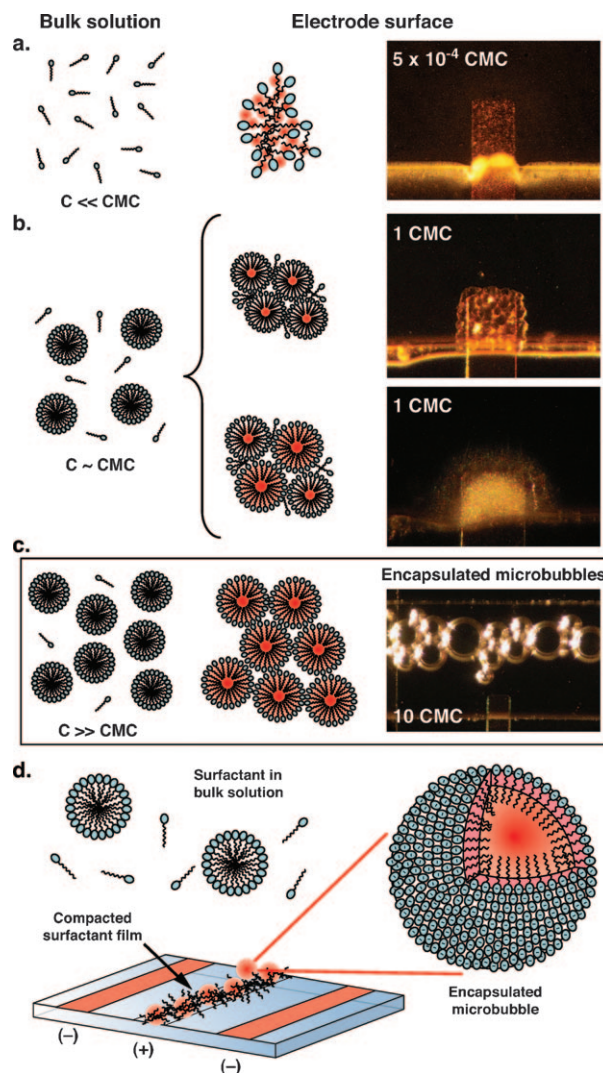 Bulk solution
Electrode surface
a.
5 x 10⁻⁴ CMC
C << CMC
b.
1 CMC
C ~ CMC
1 CMC
c.
Encapsulated microbubbles
C >> CMC
10 CMC
d.
Surfactant in
bulk solution
Compacted
surfactant film
Encapsulated
microbubble
(–)
(+)
(–)